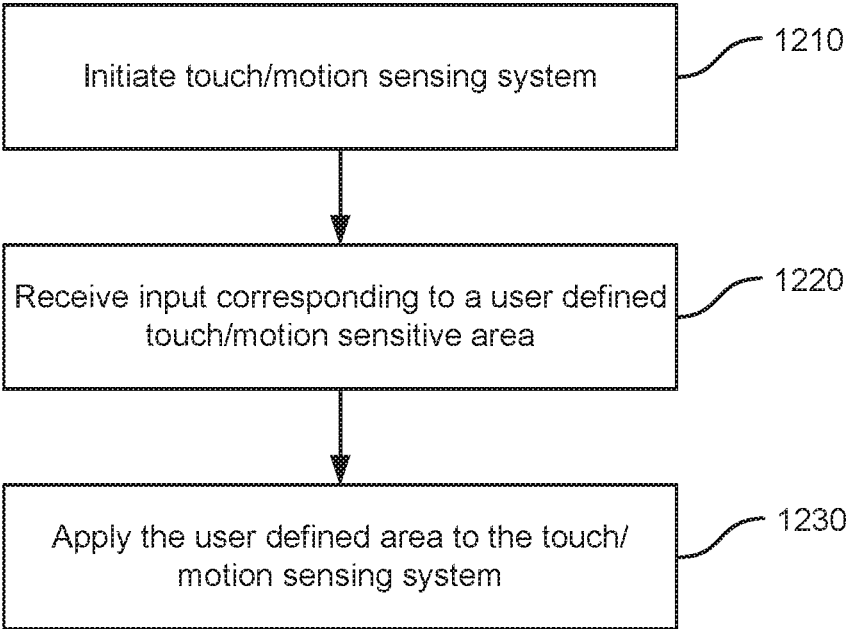 Initiate touch/motion sensing system
1210
Receive input corresponding to a user defined
touch/motion sensitive area
1220
Apply the user defined area to the touch/
motion sensing system
1230